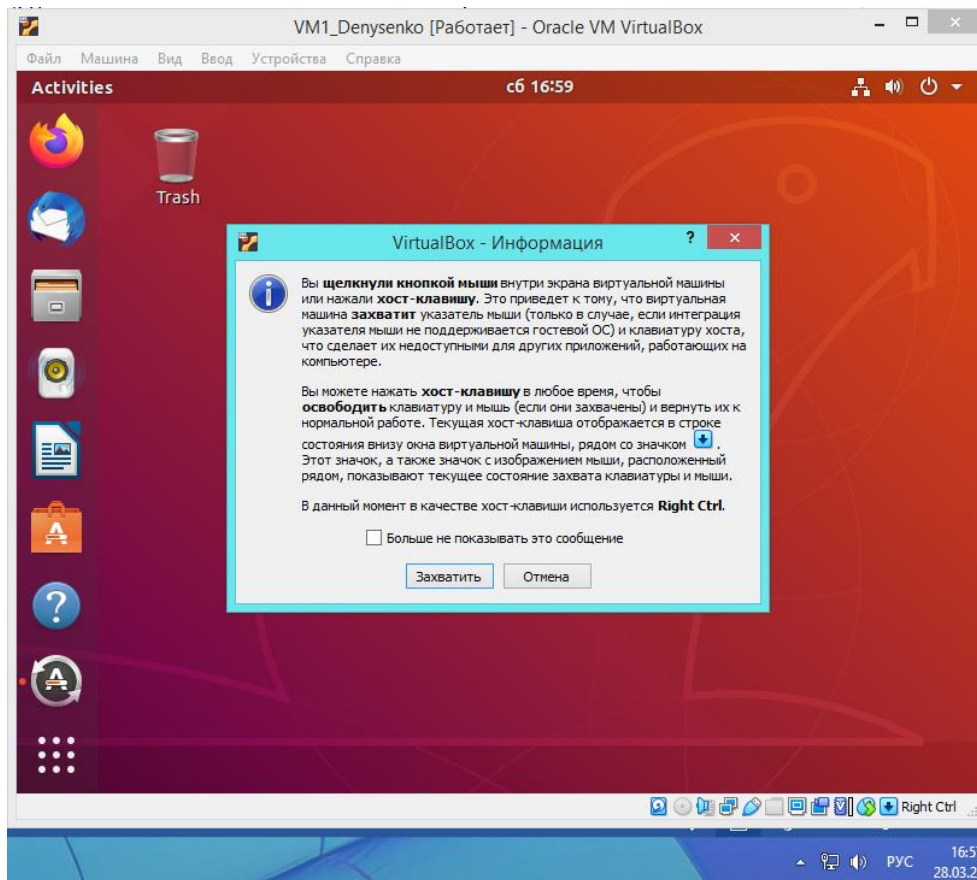 VM1_Denysenko [Работает] - Oracle VM VirtualBox
Файл Машина Вид Ввод Устройства Справка
Activities сб 16:59
Trash
VirtualBox - Информация
Вы щелкнули кнопкой мыши внутри экрана виртуальной машины
или нажали хост-клавишу. Это приведет к тому, что виртуальная
машина захватит указатель мыши (только в случае, если интеграция
указателя мыши не поддерживается гостевой ОС) и клавиатуру хоста,
что сделает их недоступными для других приложений, работающих на
компьютере.
Вы можете нажать хост-клавишу в любое время, чтобы
освободить клавиатуру и мышь (если они захвачены) и вернуть их к
нормальной работе. Текущая хост-клавиша отображается в строке
состояния внизу окна виртуальной машины, рядом со значком .
Этот значок, а также значок с изображением мыши, расположенный
рядом, показывают текущее состояние захвата клавиатуры и мыши.
В данный момент в качестве хост-клавиши используется Right Ctrl.
Больше не показывать это сообщение
Захватить Отмена
Right Ctrl
РУС 16:5
28.03.2